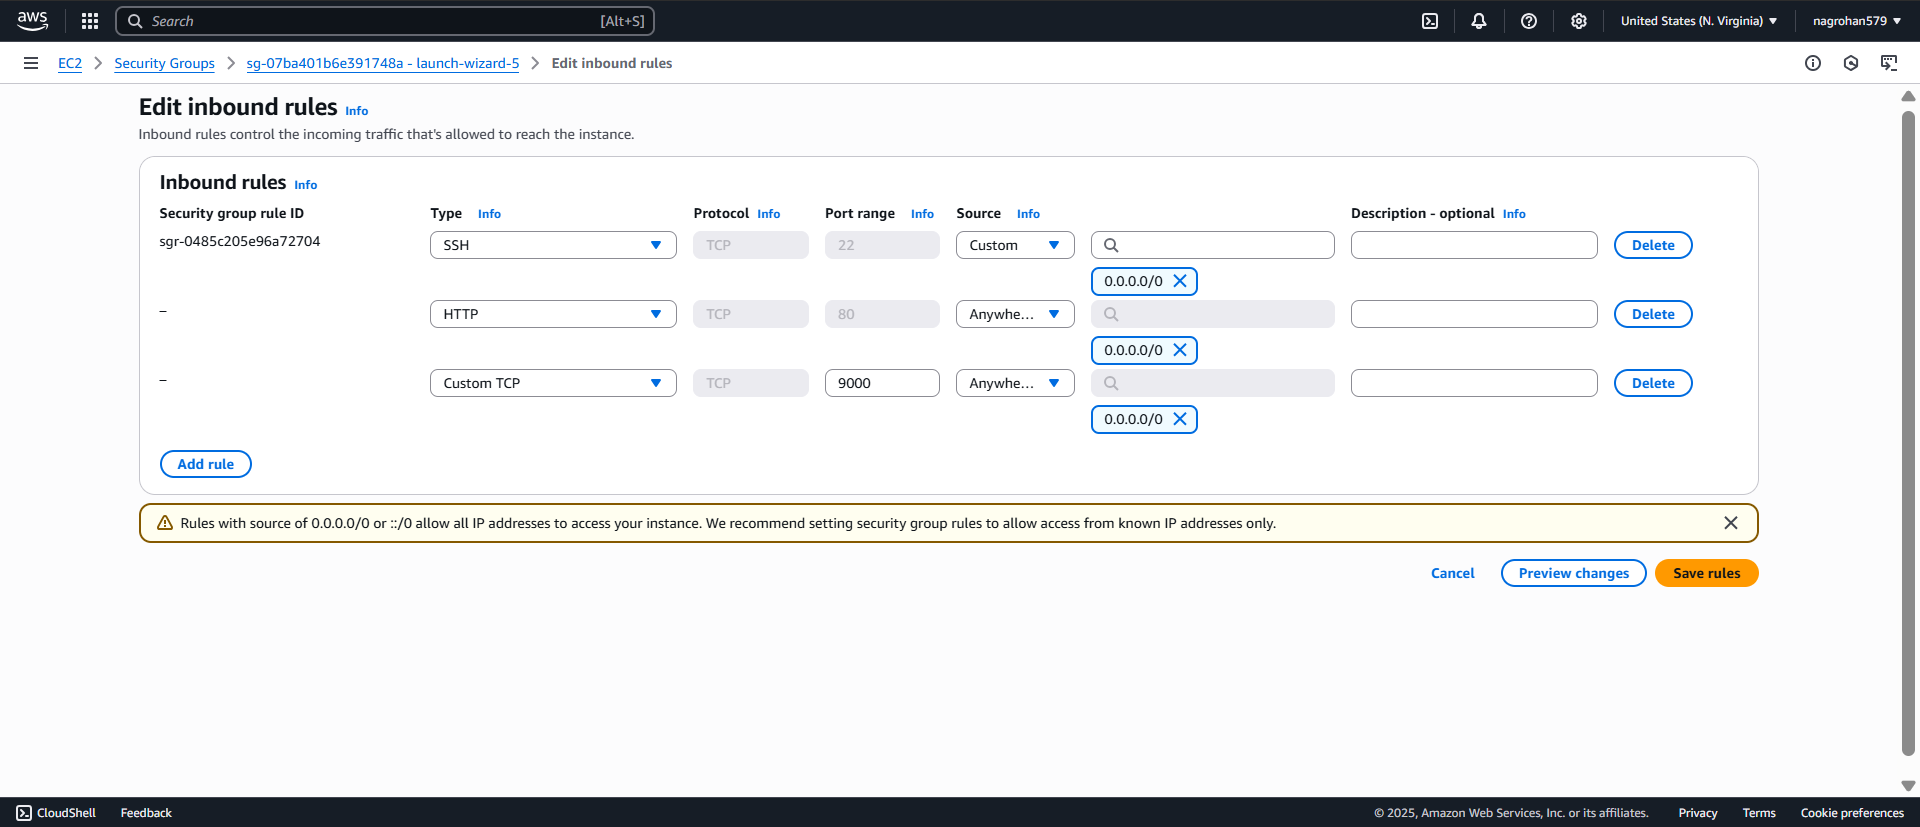 aws Search [Alt+S] United States (N. Virginia) nagrohan579
EC2 Security Groups sg-07ba401b6e391748a - launch-wizard-5 Edit inbound rules
Edit inbound rules Info
Inbound rules control the incoming traffic that's allowed to reach the instance.
Inbound rules Info
Security group rule ID Type Info Protocol Info Port range Info Source Info Description - optional Info
sgr-0485c205e96a72704 SSH TCP 22 Custom Delete
0.0.0.0/0
– HTTP TCP 80 Anywhe... Delete
0.0.0.0/0
– Custom TCP TCP 9000 Anywhe... Delete
0.0.0.0/0
Add rule
Rules with source of 0.0.0.0/0 or ::/0 allow all IP addresses to access your instance. We recommend setting security group rules to allow access from known IP addresses only.
Cancel Preview changes Save rules
CloudShell Feedback © 2025, Amazon Web Services, Inc. or its affiliates. Privacy Terms Cookie preferences